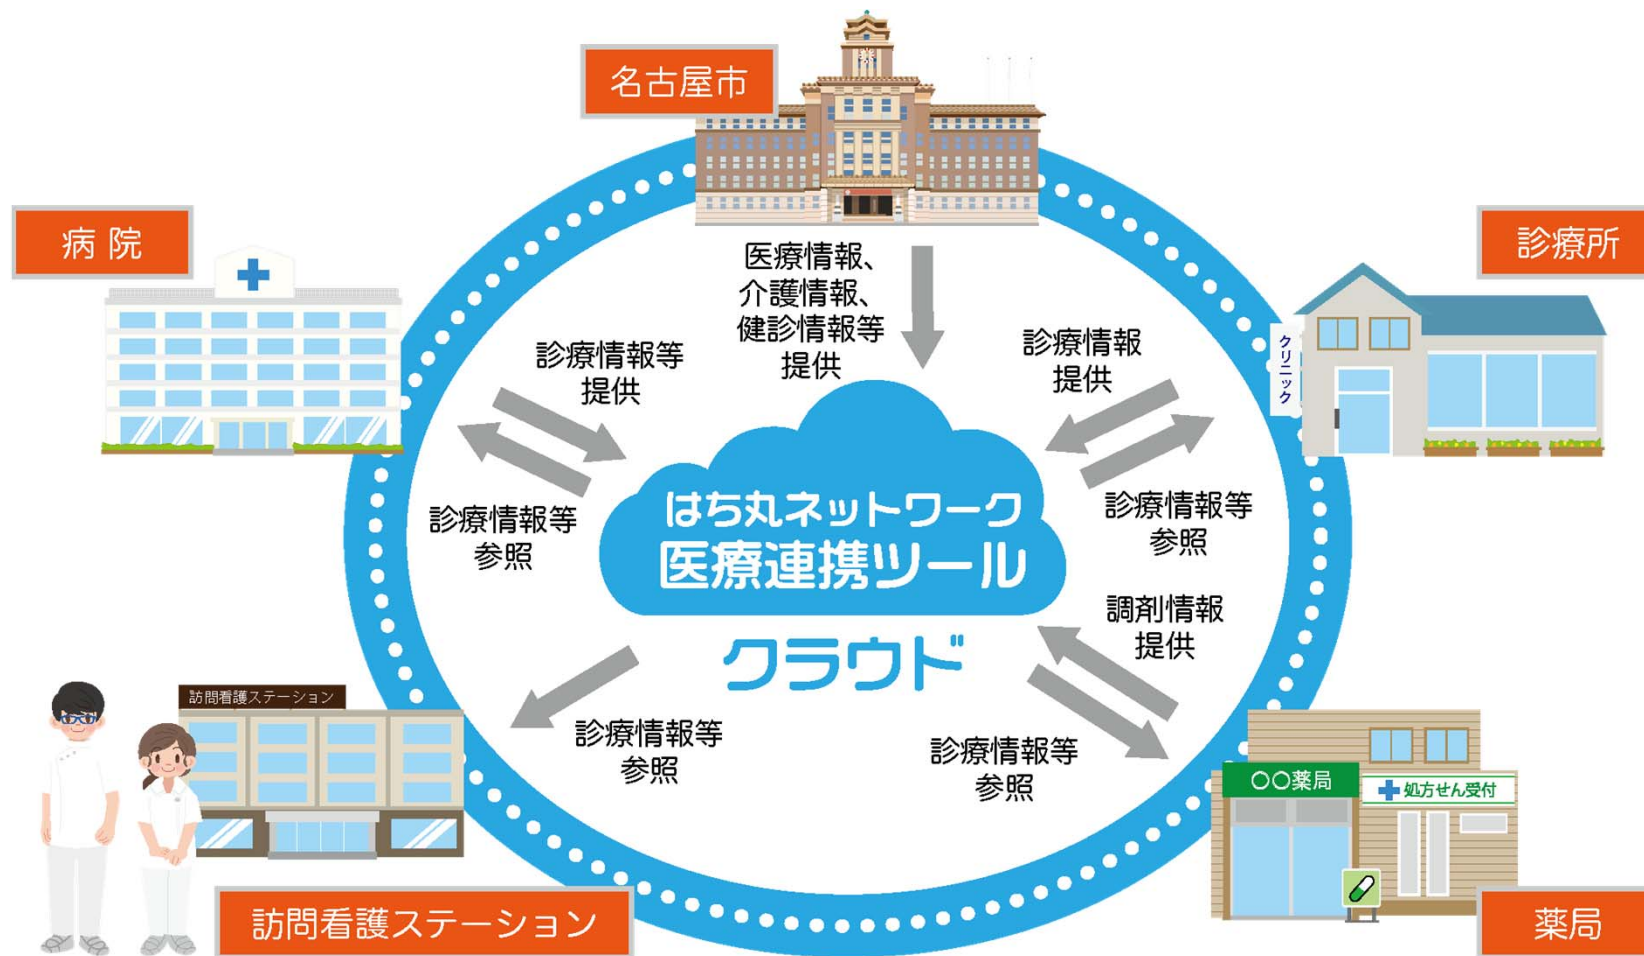 名古屋市
病院
診療所
医療情報、
介護情報、
健診情報等
提供
診療情報等
提供
診療情報
提供
クリニック
診療情報等
参照
はち丸ネットワーク
医療連携ツール
クラウド
診療情報等
参照
調剤情報
提供
訪問看護ステーション
診療情報等
参照
診療情報等
参照
〇〇薬局
処方せん受付
訪問看護ステーション
薬局